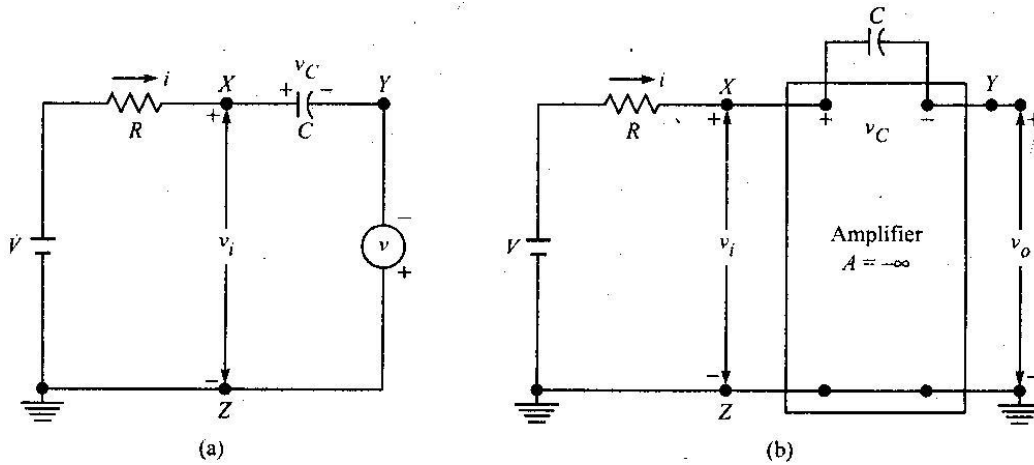 i
R
X
+
+ v_C −
C
Y
V
v_i
−
v
+
−
Z
(a)
C
i
R
X
+
+
v_C
−
Y
+
V
v_i
Amplifier
A = −∞
v_o
−
Z
−
(b)